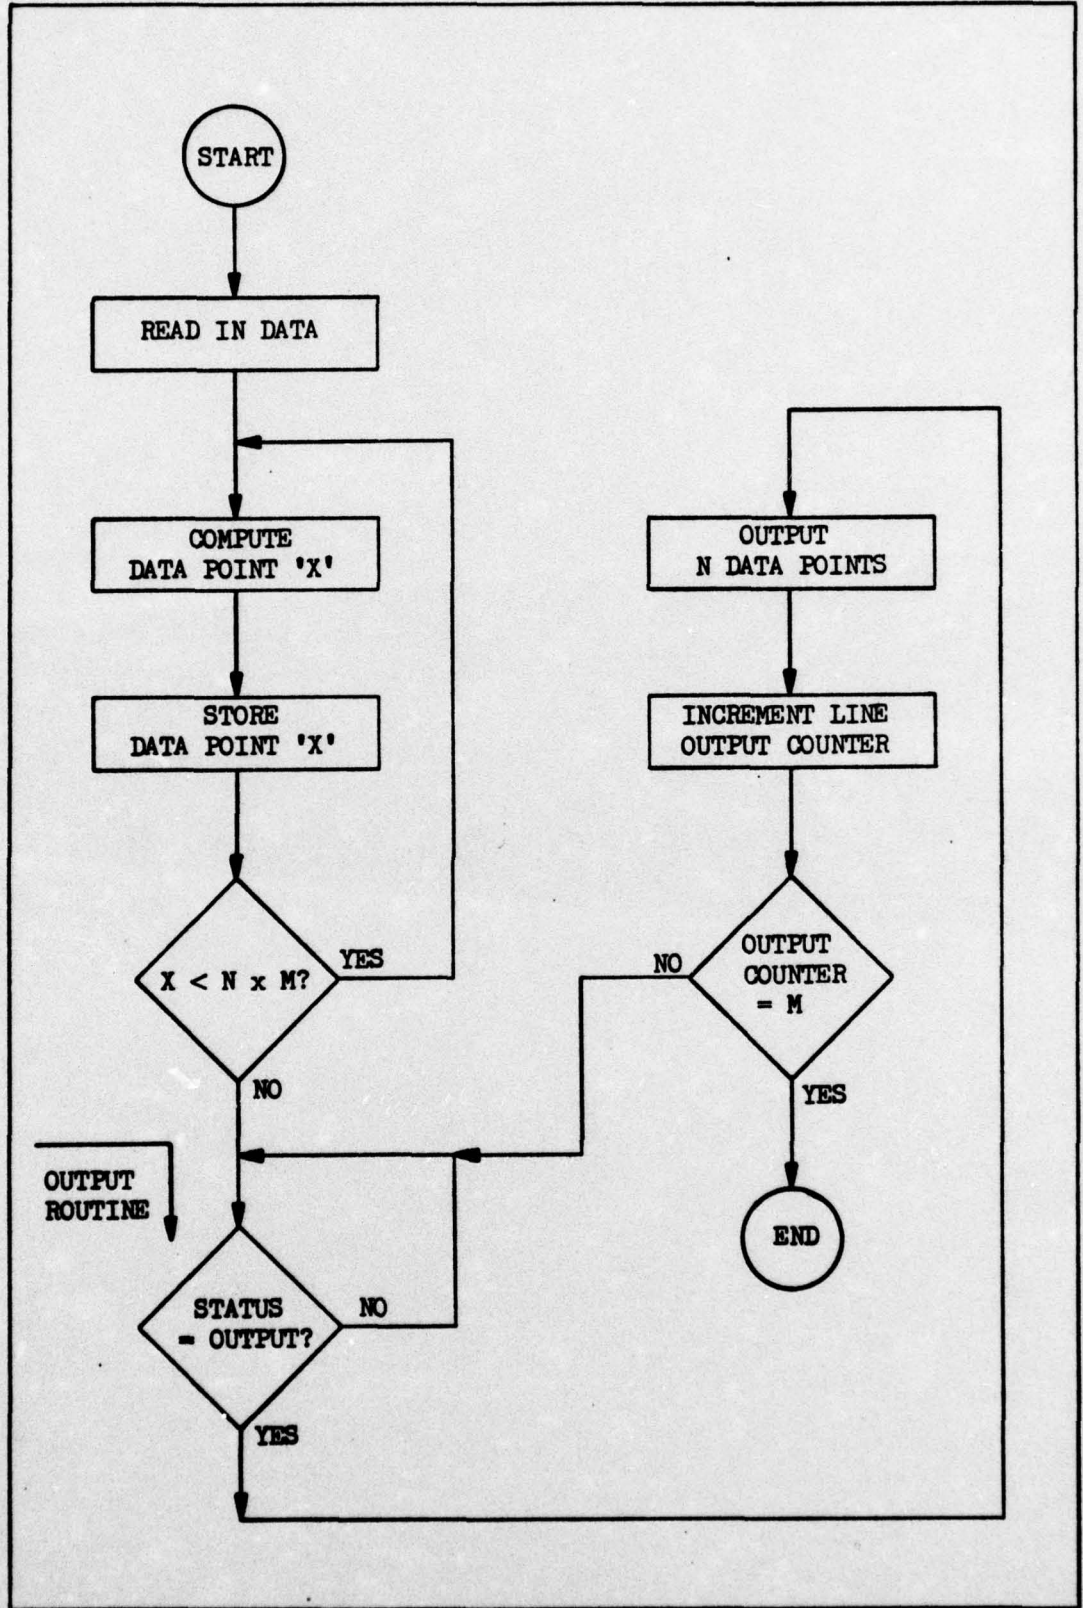 START
READ IN DATA
COMPUTE
DATA POINT 'X'
STORE
DATA POINT 'X'
X < N x M?
YES
NO
OUTPUT
ROUTINE
STATUS
= OUTPUT?
NO
YES
OUTPUT
N DATA POINTS
INCREMENT LINE
OUTPUT COUNTER
OUTPUT
COUNTER
= M
NO
YES
END